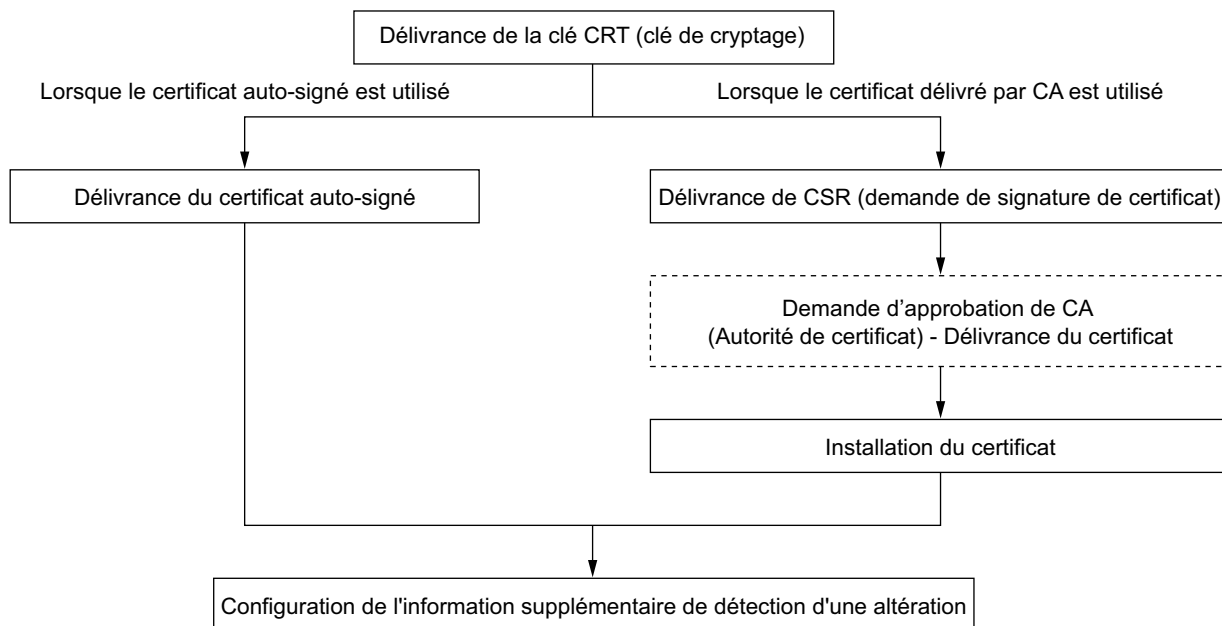 Délivrance de la clé CRT (clé de cryptage)
Lorsque le certificat auto-signé est utilisé
Lorsque le certificat délivré par CA est utilisé
Délivrance du certificat auto-signé
Délivrance de CSR (demande de signature de certificat)
Demande d’approbation de CA
(Autorité de certificat) - Délivrance du certificat
Installation du certificat
Configuration de l'information supplémentaire de détection d'une altération